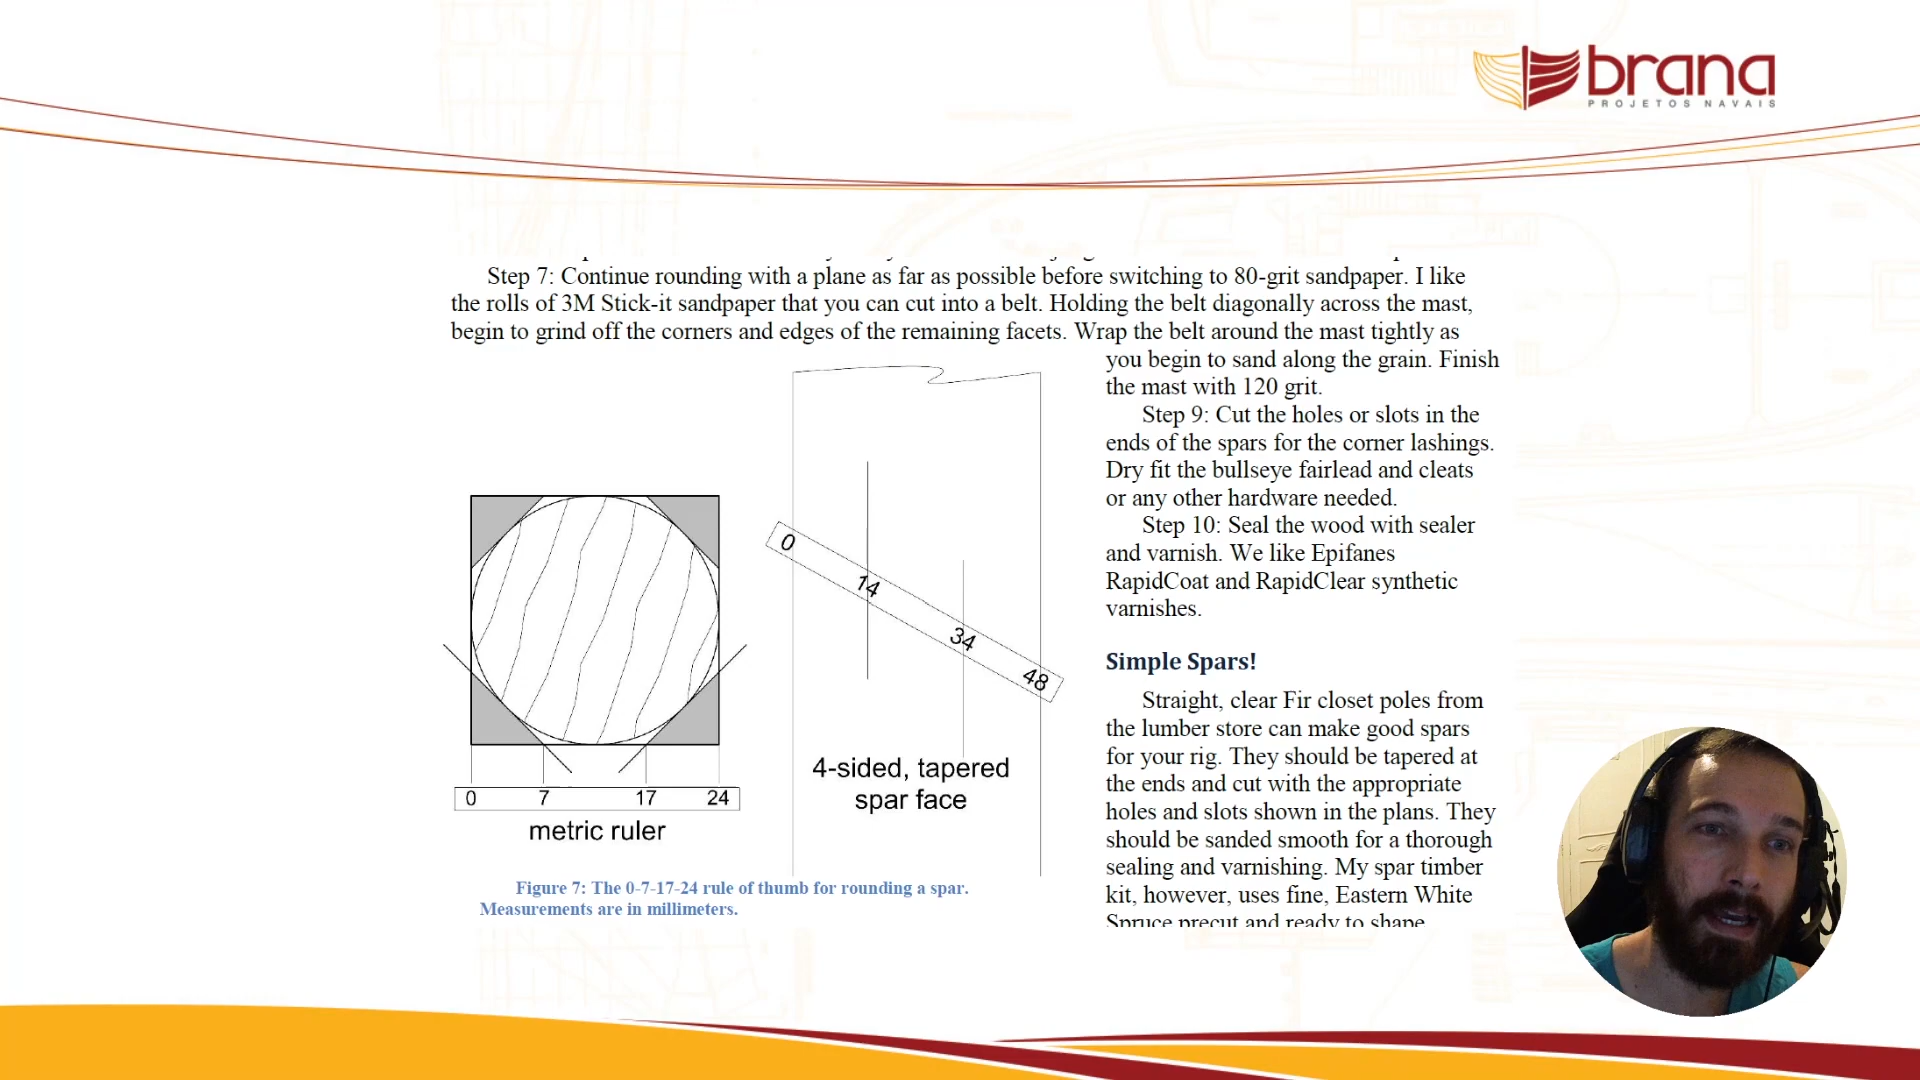 brana
PROJETOS NAVAIS
Step 7: Continue rounding with a plane as far as possible before switching to 80-grit sandpaper. I like
the rolls of 3M Stick-it sandpaper that you can cut into a belt. Holding the belt diagonally across the mast,
begin to grind off the corners and edges of the remaining facets. Wrap the belt around the mast tightly as
you begin to sand along the grain. Finish
the mast with 120 grit.
Step 9: Cut the holes or slots in the
ends of the spars for the corner lashings.
Dry fit the bullseye fairlead and cleats
or any other hardware needed.
Step 10: Seal the wood with sealer
and varnish. We like Epifanes
RapidCoat and RapidClear synthetic
varnishes.
Simple Spars!
Straight, clear Fir closet poles from
the lumber store can make good spars
for your rig. They should be tapered at
the ends and cut with the appropriate
holes and slots shown in the plans. They
should be sanded smooth for a thorough
sealing and varnishing. My spar timber
kit, however, uses fine, Eastern White
Spruce precut and ready to shape
0
14
34
48
4-sided, tapered
spar face
0 7 17 24
metric ruler
Figure 7: The 0-7-17-24 rule of thumb for rounding a spar.
Measurements are in millimeters.